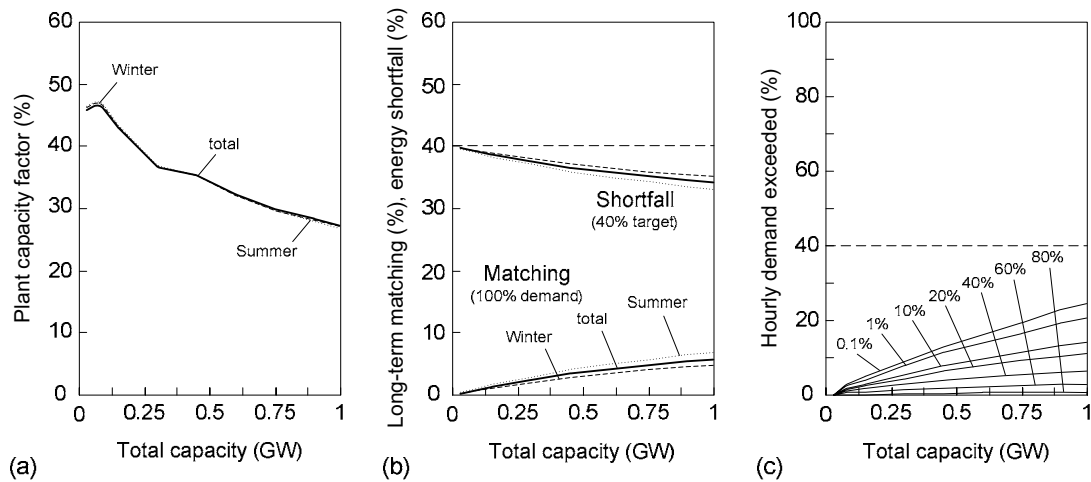 60
50
40
30
20
10
0
Plant capacity factor (%)
Winter
total
Summer
0 0.25 0.5 0.75 1
Total capacity (GW)
(a)
60
50
40
30
20
10
0
Long-term matching (%), energy shortfall (%)
Shortfall
(40% target)
Matching
(100% demand)
Summer
total
Winter
0 0.25 0.5 0.75 1
Total capacity (GW)
(b)
100
80
60
40
20
0
Hourly demand exceeded (%)
80%
60%
40%
20%
10%
1%
0.1%
0 0.25 0.5 0.75 1
Total capacity (GW)
(c)